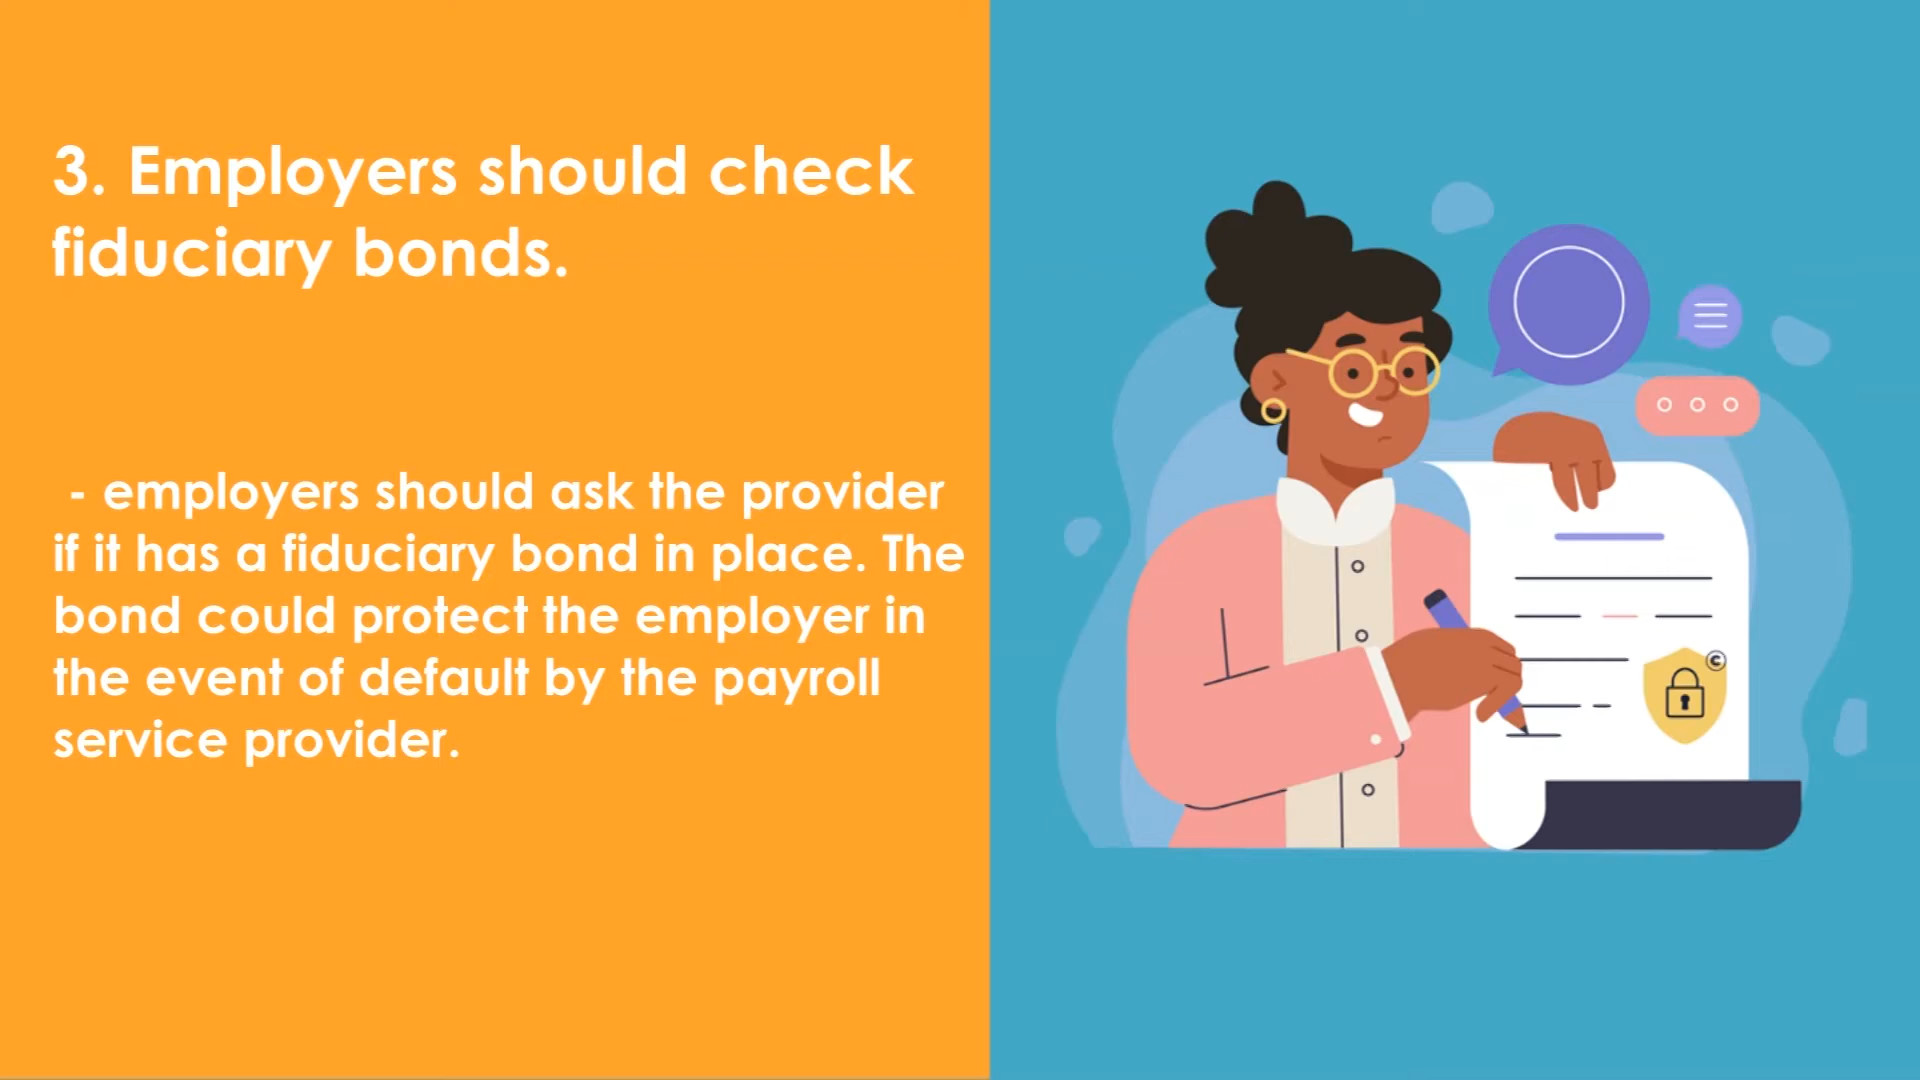 3. Employers should check
fiduciary bonds.
- employers should ask the provider
if it has a fiduciary bond in place. The
bond could protect the employer in
the event of default by the payroll
service provider.
©